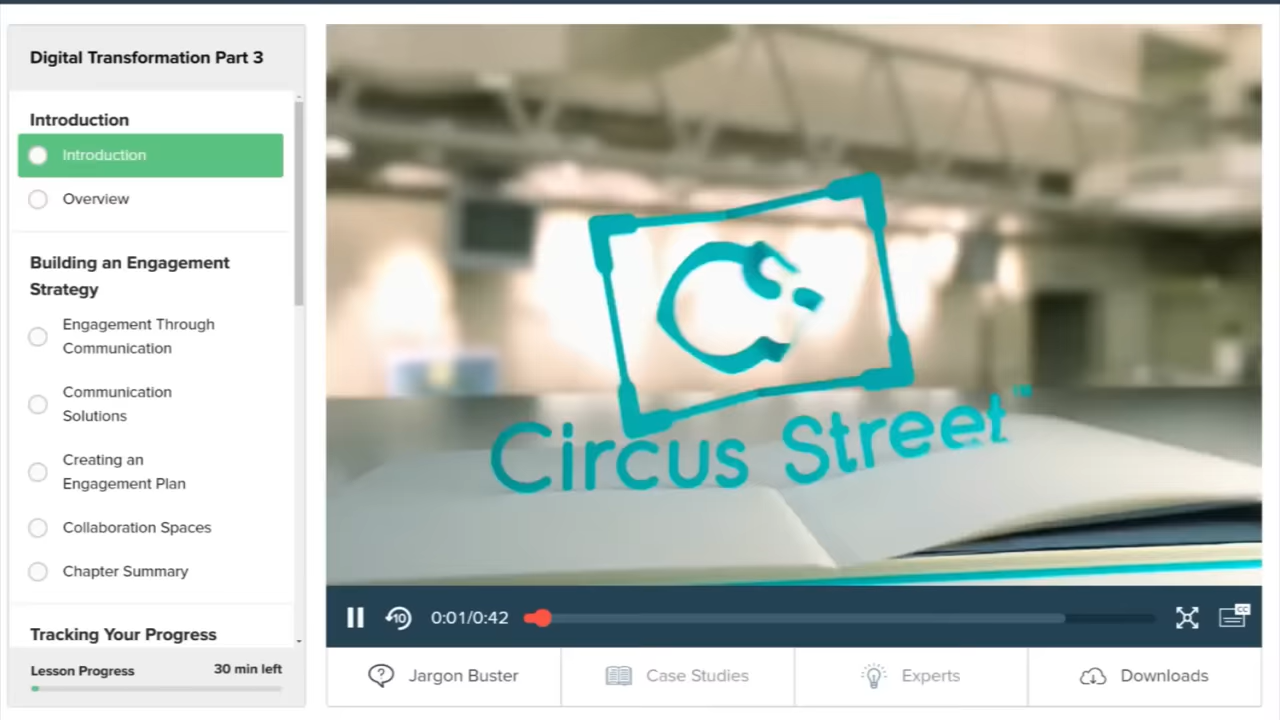 Digital Transformation Part 3
Introduction
Introduction
Overview
Building an Engagement
Strategy
Engagement Through
Communication
Communication
Solutions
Creating an
Engagement Plan
Collaboration Spaces
Chapter Summary
Tracking Your Progress
Lesson Progress 30 min left
Circus Street™
10 0:01/0:42 CC
Jargon Buster Case Studies Experts Downloads